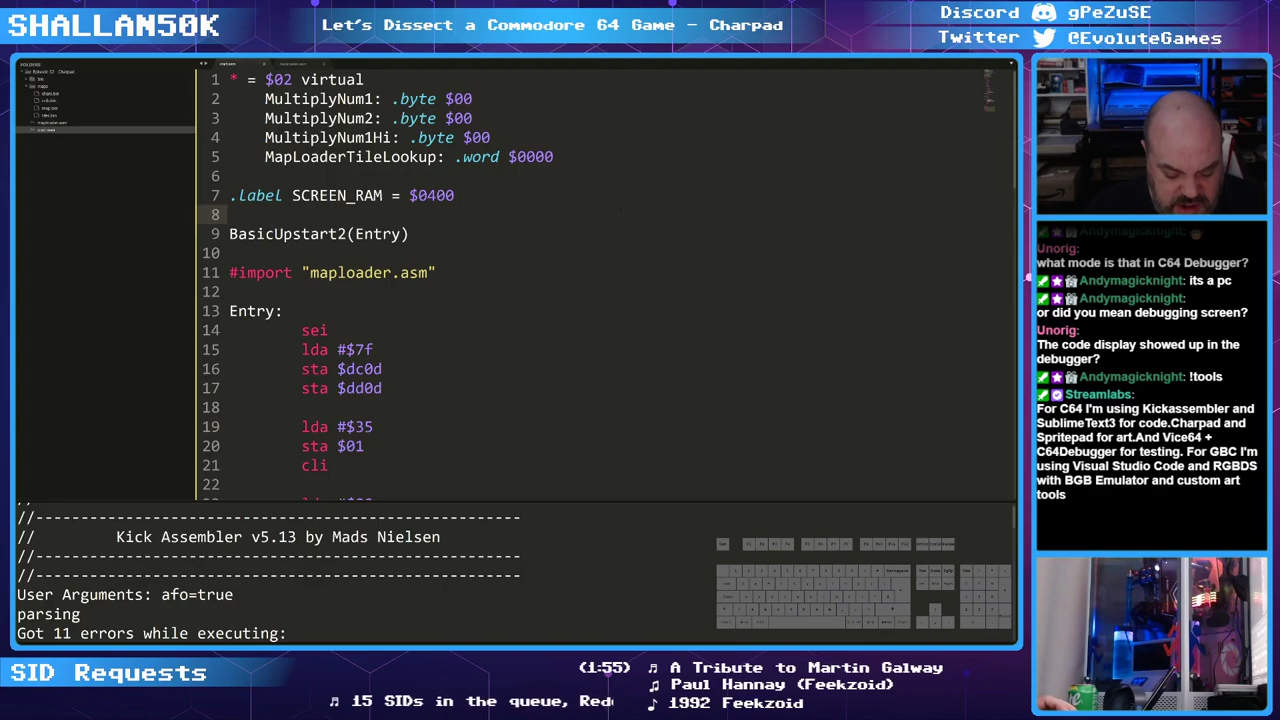 SHALLAN50K
Let's Dissect a Commodore 64 Game - Charpad
Discord gPeZuSE
Twitter @EvoluteGames
FOLDERS
1 * = $02 virtual
2 MultiplyNum1: .byte $00
3 MultiplyNum2: .byte $00
4 MultiplyNum1Hi: .byte $00
5 MapLoaderTileLookup: .word $0000
6
7 .label SCREEN_RAM = $0400
8
9 BasicUpstart2(Entry)
10
11 #import "maploader.asm"
12
13 Entry:
14 sei
15 lda #$7f
16 sta $dc0d
17 sta $dd0d
18
19 lda #$35
20 sta $01
21 cli
22
//------------------------------------------------------
// Kick Assembler v5.13 by Mads Nielsen
//------------------------------------------------------
//------------------------------------------------------
User Arguments: afo=true
parsing
Got 11 errors while executing:
Andymagicknight:
Unorig:
what mode is that in C64 Debugger?
Andymagicknight: its a pc
Andymagicknight:
or did you mean debugging screen?
Unorig:
The code display showed up in the
debugger?
Andymagicknight: !tools
Streamlabs:
For C64 I'm using Kickassembler and
SublimeText3 for code.Charpad and
Spritepad for art.And Vice64 +
C64Debugger for testing. For GBC I'm
using Visual Studio Code and RGBDS
with BGB Emulator and custom art
tools
SID Requests
(1:55) A Tribute to Martin Galway
Paul Hannay (Feekzoid)
15 SIDs in the queue, Red
1992 Feekzoid